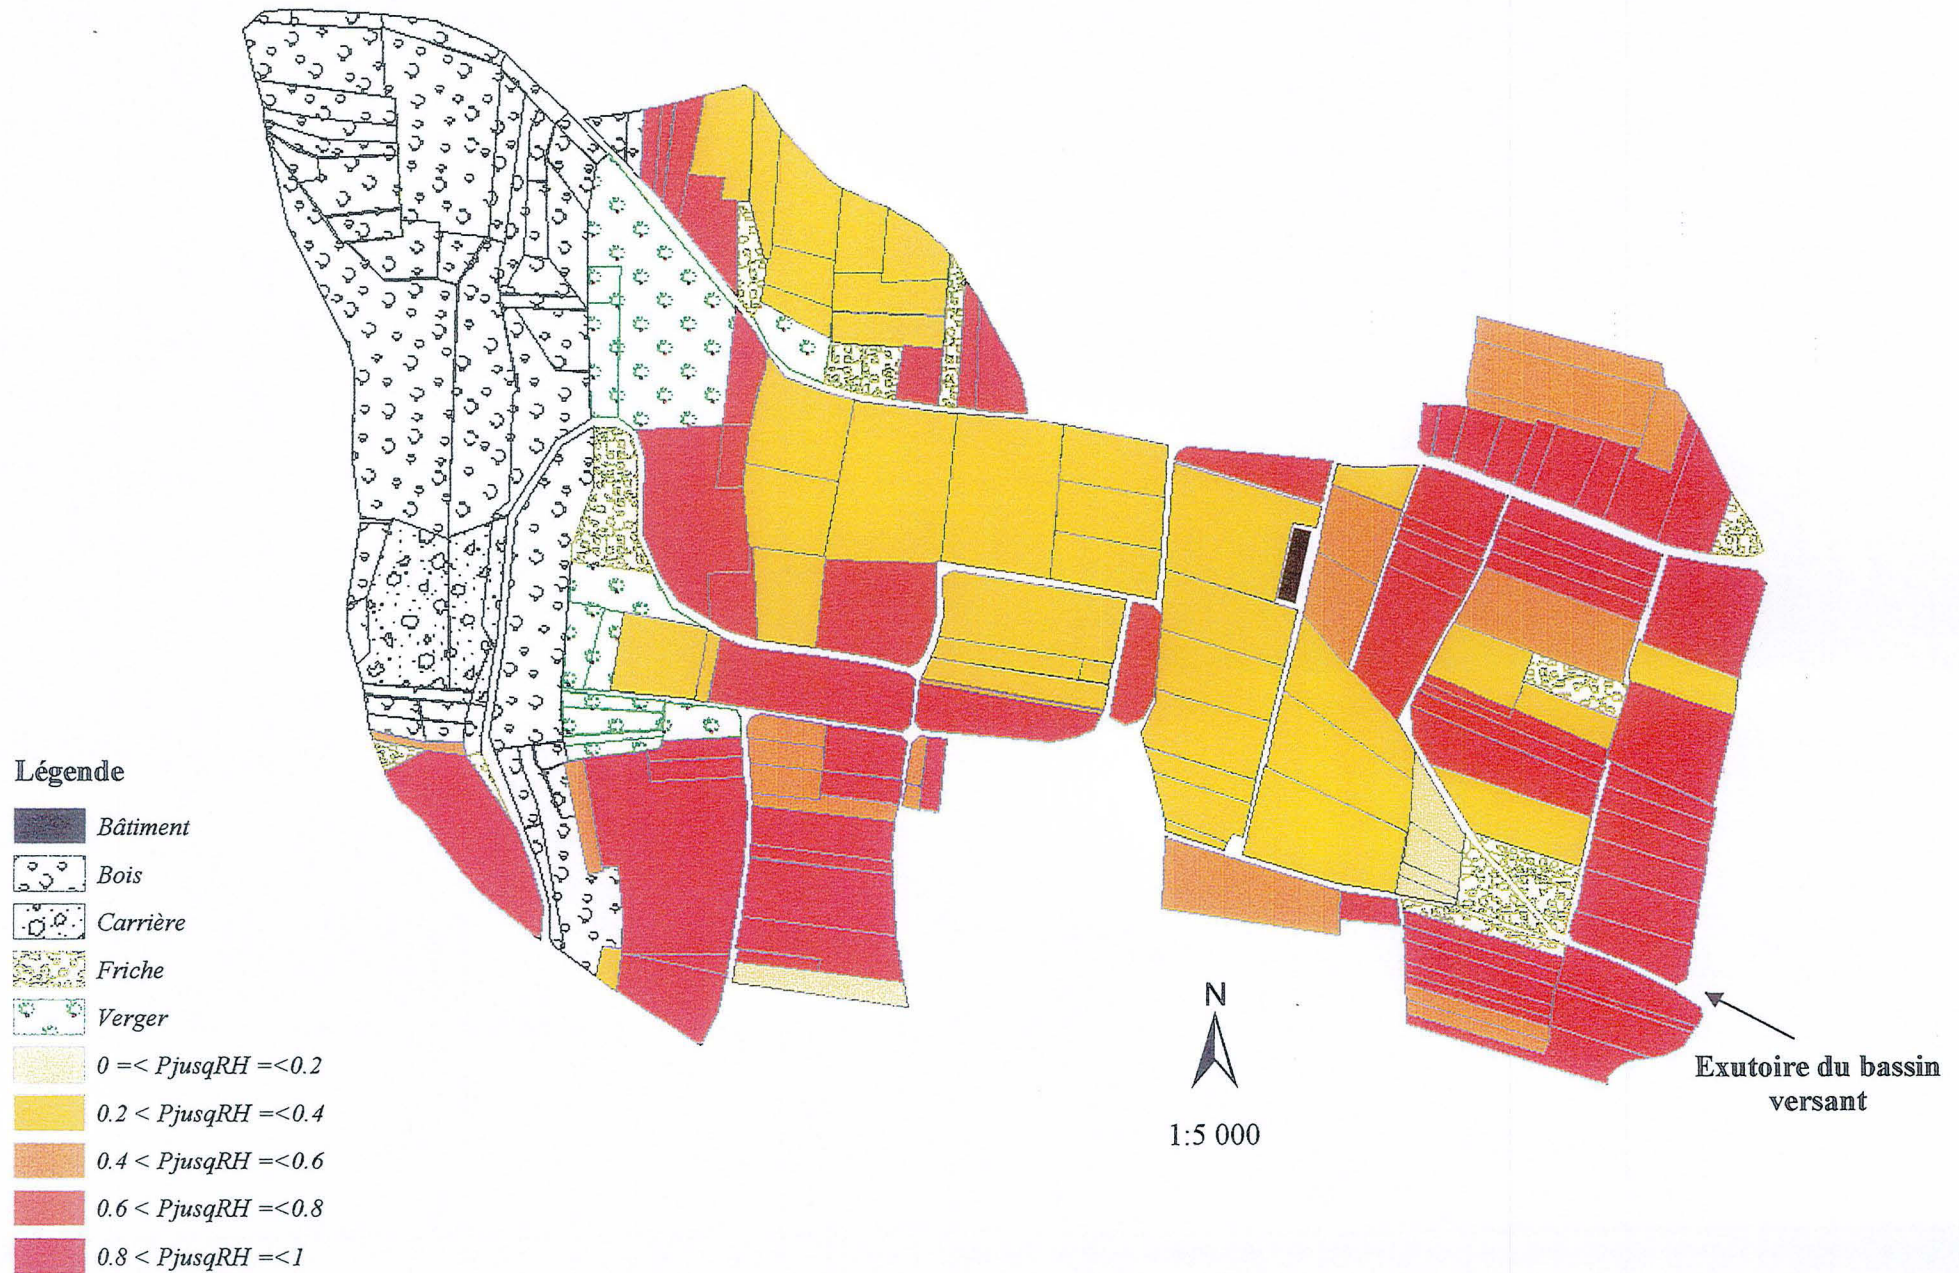 Légende
Bâtiment
Bois
Carrière
Friche
Verger
0 =< PjusqRH =<0.2
0.2 < PjusqRH =<0.4
0.4 < PjusqRH =<0.6
0.6 < PjusqRH =<0.8
0.8 < PjusqRH =<1
N
1:5 000
Exutoire du bassin
versant